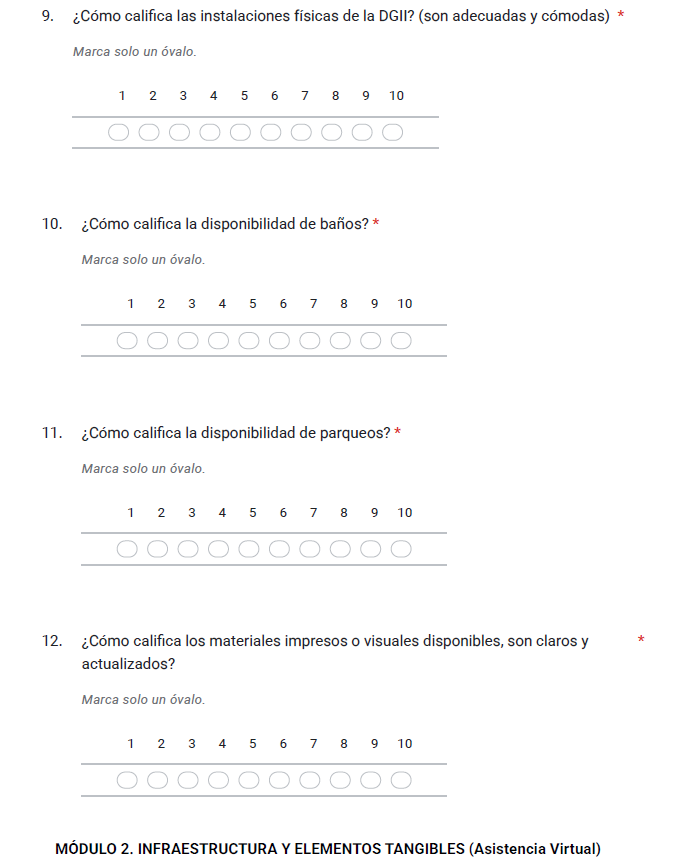 9. ¿Cómo califica las instalaciones físicas de la DGII? (son adecuadas y cómodas) *
Marca solo un óvalo.
1 2 3 4 5 6 7 8 9 10
10. ¿Cómo califica la disponibilidad de baños? *
Marca solo un óvalo.
1 2 3 4 5 6 7 8 9 10
11. ¿Cómo califica la disponibilidad de parqueos? *
Marca solo un óvalo.
1 2 3 4 5 6 7 8 9 10
12. ¿Cómo califica los materiales impresos o visuales disponibles, son claros y *
actualizados?
Marca solo un óvalo.
1 2 3 4 5 6 7 8 9 10
MÓDULO 2. INFRAESTRUCTURA Y ELEMENTOS TANGIBLES (Asistencia Virtual)